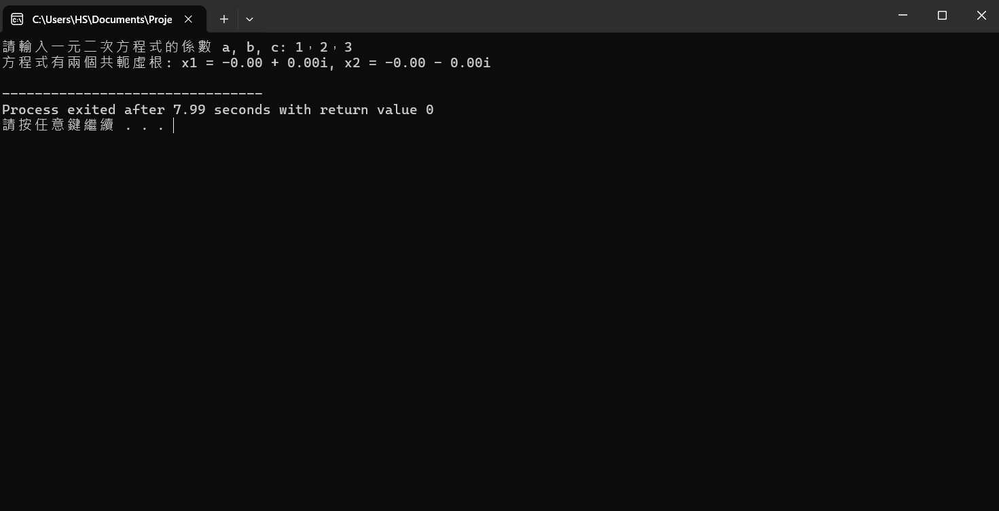 C:\Users\HS\Documents\Proje
請輸入一元二次方程式的係數 a, b, c: 1，2，3
方程式有兩個共軛虛根: x1 = -0.00 + 0.00i, x2 = -0.00 - 0.00i
--------------------------------
Process exited after 7.99 seconds with return value 0
請按任意鍵繼續 . . .